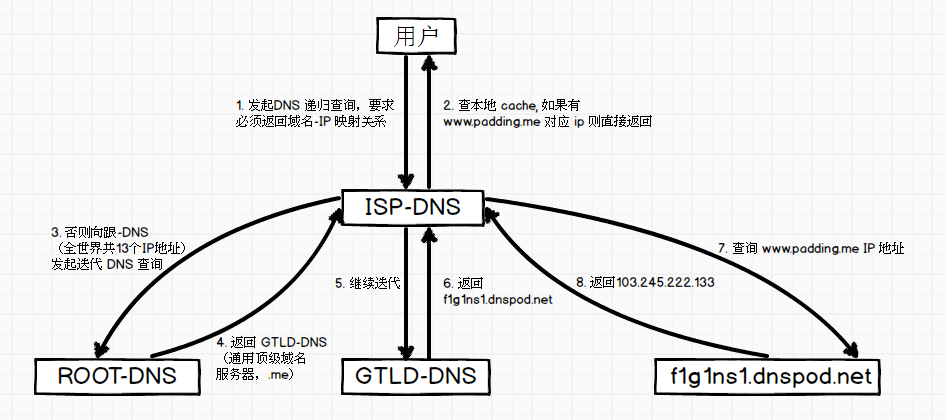 用户
1. 发起DNS 递归查询，要求
必须返回域名-IP 映射关系
2. 查本地 cache, 如果有
www.padding.me 对应 ip 则直接返回
ISP-DNS
3. 否则向跟-DNS
（全世界共13个IP地址）
发起迭代 DNS 查询
4. 返回 GTLD-DNS
（通用顶级域名
服务器，.me）
5. 继续迭代
6. 返回
f1g1ns1.dnspod.net
7. 查询 www.padding.me IP 地址
8. 返回103.245.222.133
ROOT-DNS
GTLD-DNS
f1g1ns1.dnspod.net